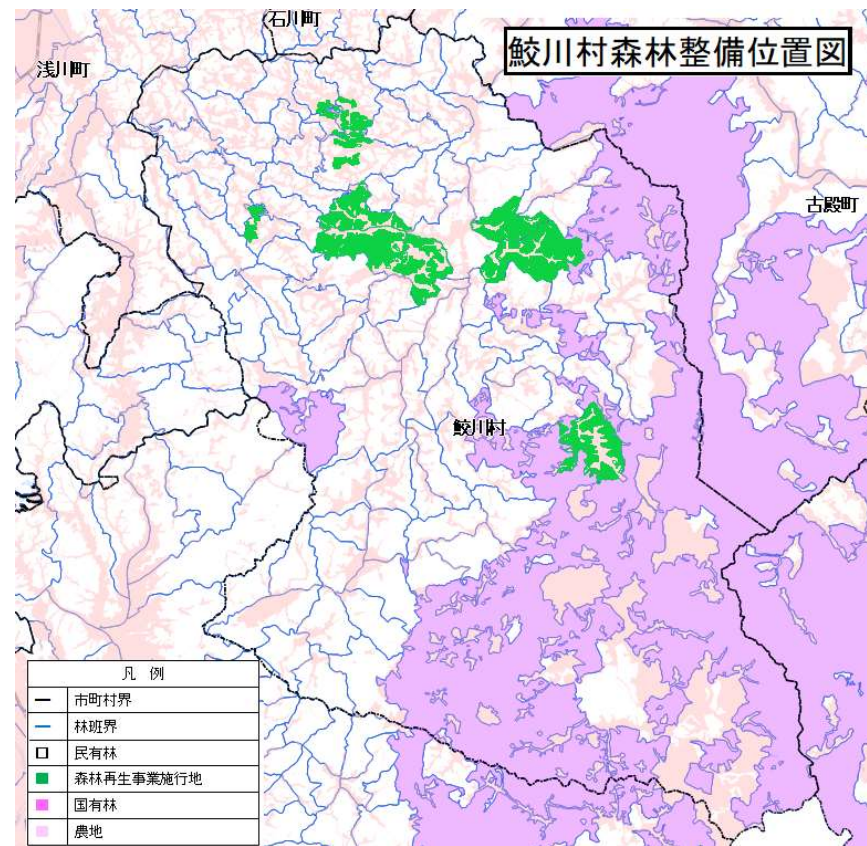 石川町
鮫川村森林整備位置図
浅川町
古殿町
鮫川村
凡 例
市町村界
林班界
民有林
森林再生事業施行地
国有林
農地